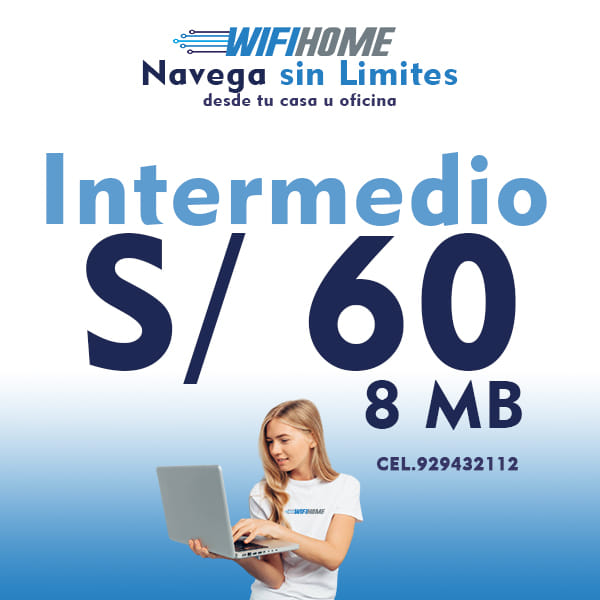 WIFIHOME
Navega sin Limites
desde tu casa u oficina
Intermedio
S/ 60
8 MB
CEL.929432112
WIFIHOME